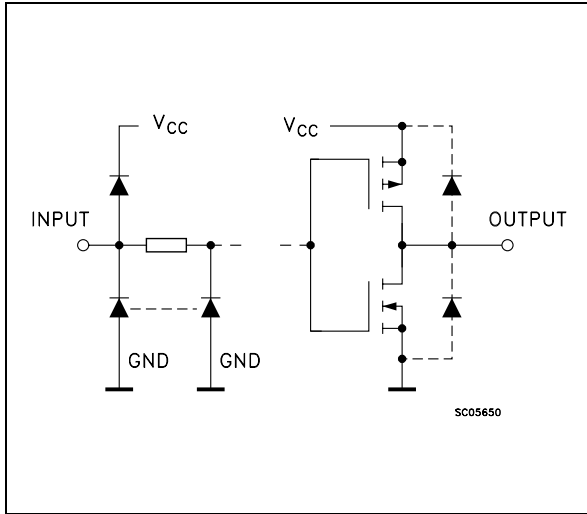 VCC
VCC
INPUT
OUTPUT
GND
GND
SC05650